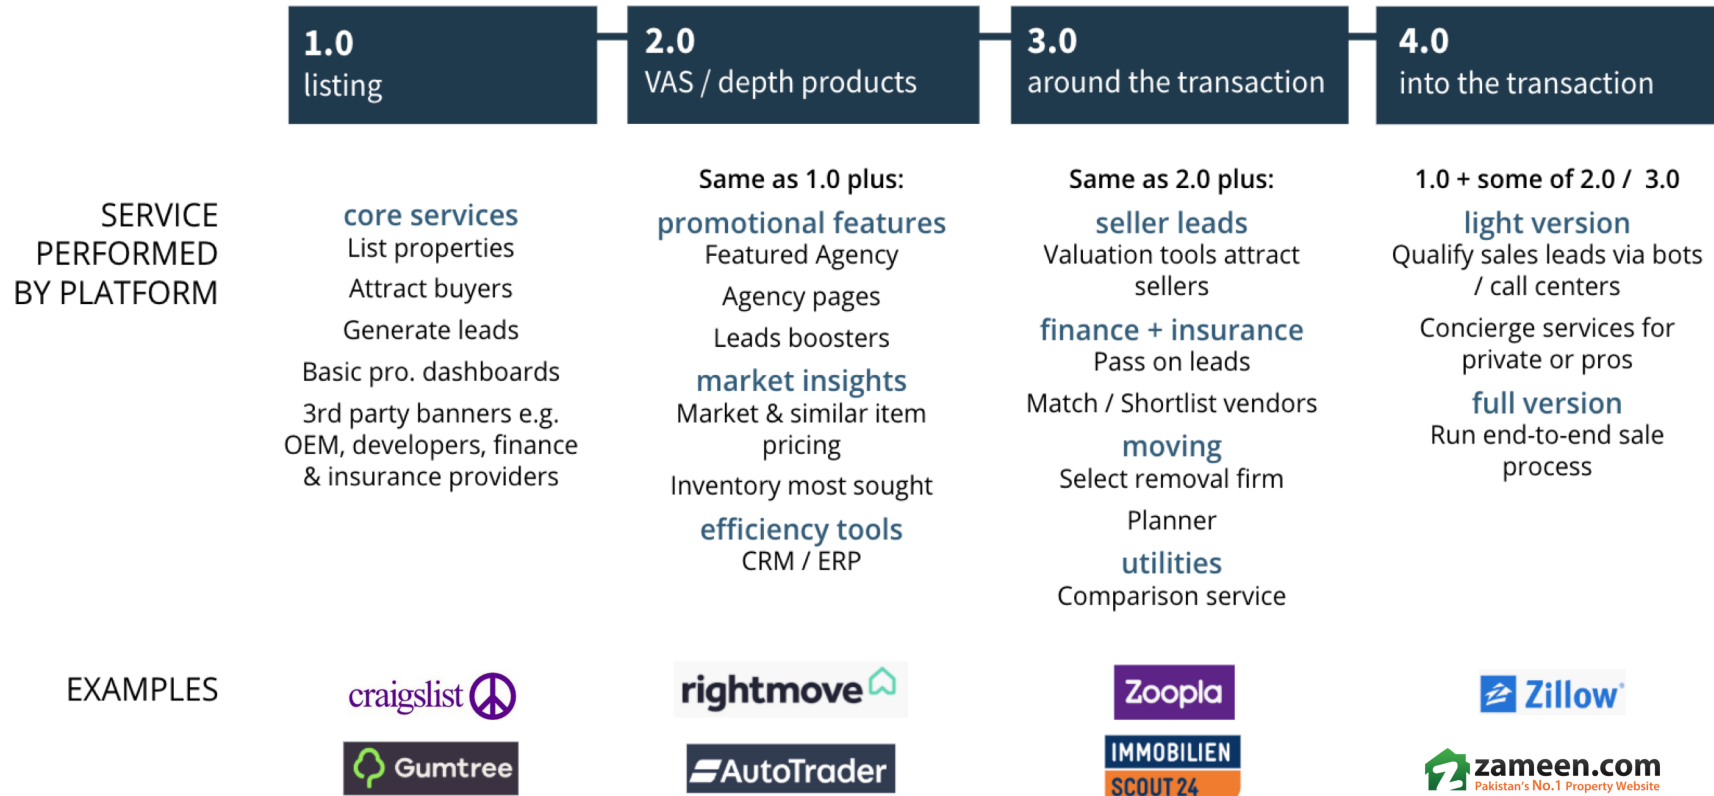 1.0
listing
2.0
VAS / depth products
3.0
around the transaction
4.0
into the transaction
SERVICE
PERFORMED
BY PLATFORM
core services
List properties
Attract buyers
Generate leads
Basic pro. dashboards
3rd party banners e.g.
OEM, developers, finance
& insurance providers
Same as 1.0 plus:
promotional features
Featured Agency
Agency pages
Leads boosters
market insights
Market & similar item
pricing
Inventory most sought
efficiency tools
CRM / ERP
Same as 2.0 plus:
seller leads
Valuation tools attract
sellers
finance + insurance
Pass on leads
Match / Shortlist vendors
moving
Select removal firm
Planner
utilities
Comparison service
1.0 + some of 2.0 / 3.0
light version
Qualify sales leads via bots
/ call centers
Concierge services for
private or pros
full version
Run end-to-end sale
process
EXAMPLES
craigslist
Gumtree
rightmove
AutoTrader
Zoopla
IMMOBILIEN
SCOUT 24
Zillow
zameen.com
Pakistan's No.1 Property Website